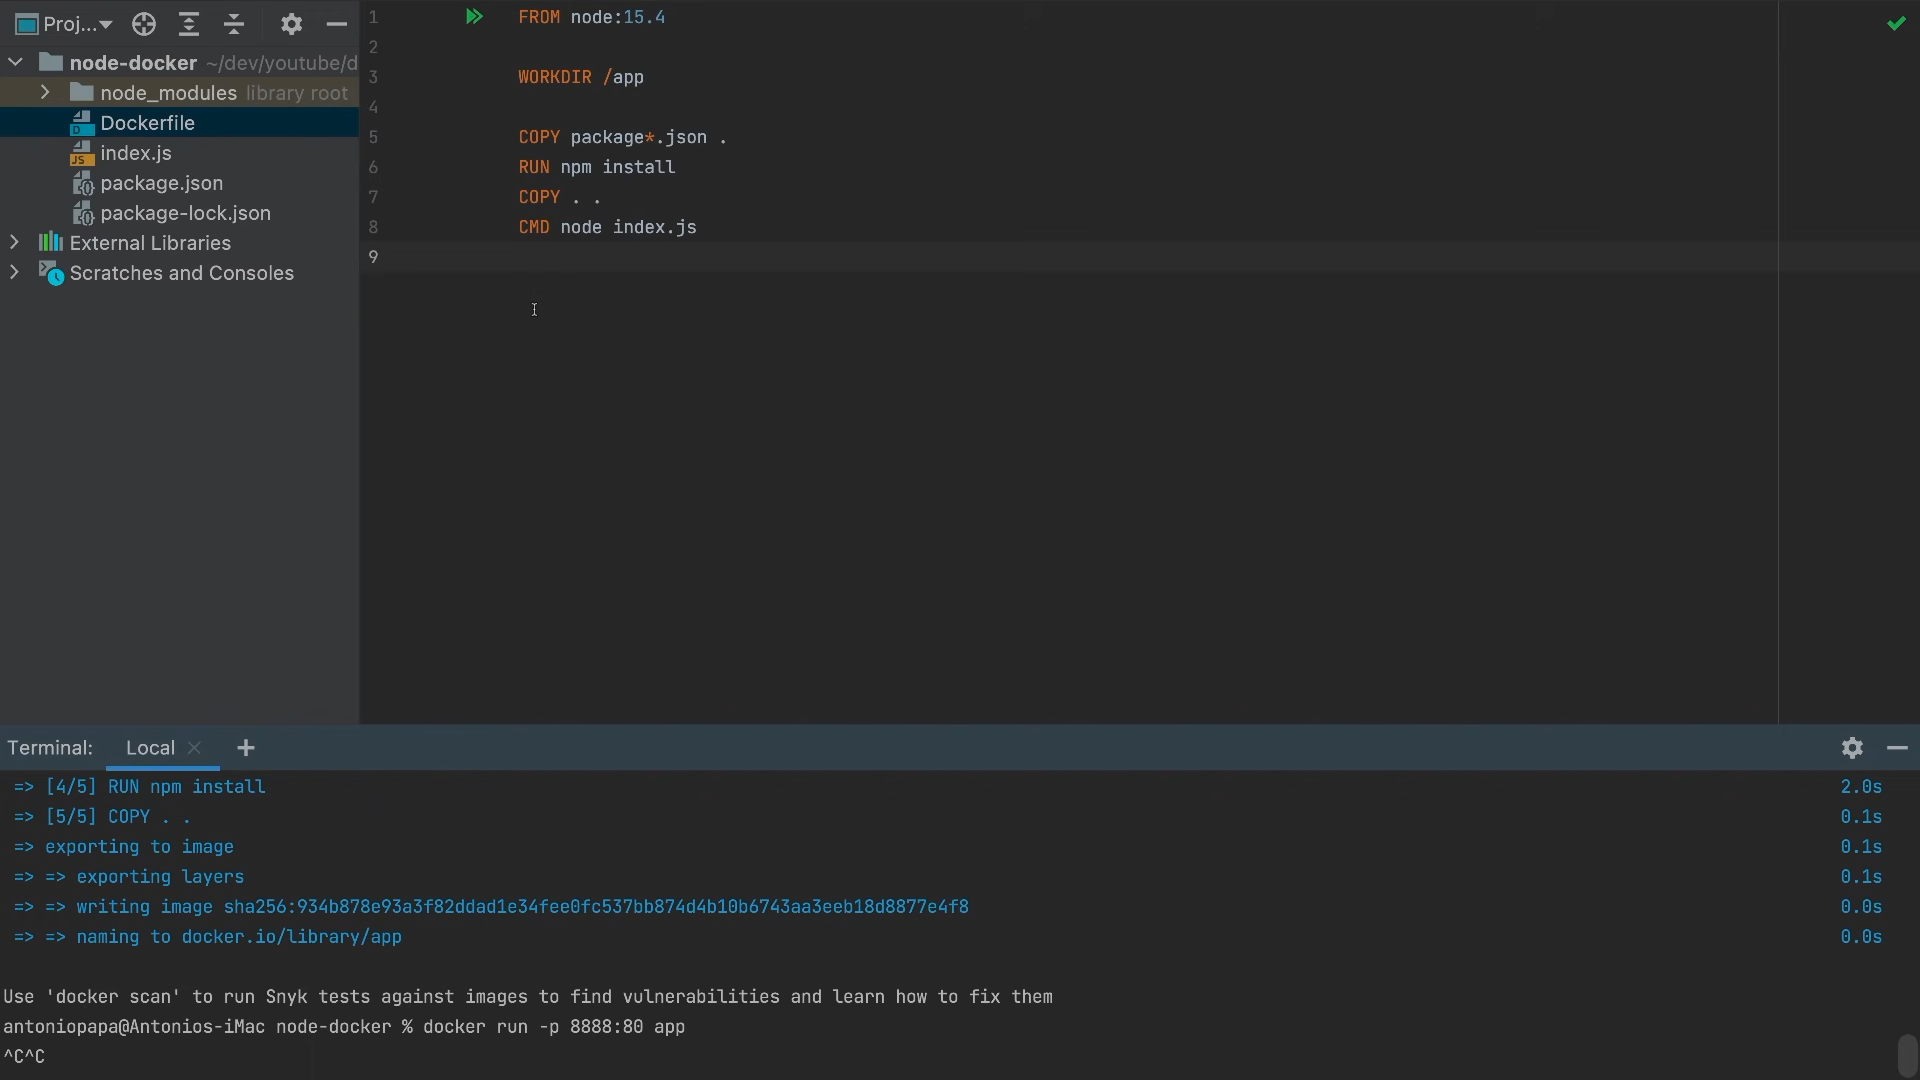 Proj...
node-docker ~/dev/youtube/d
node_modules library root
Dockerfile
index.js
package.json
package-lock.json
External Libraries
Scratches and Consoles
1 FROM node:15.4
2
3 WORKDIR /app
4
5 COPY package*.json .
6 RUN npm install
7 COPY . .
8 CMD node index.js
9
Terminal: Local
=> [4/5] RUN npm install 2.0s
=> [5/5] COPY . . 0.1s
=> exporting to image 0.1s
=> => exporting layers 0.1s
=> => writing image sha256:934b878e93a3f82ddad1e34fee0fc537bb874d4b10b6743aa3eeb18d8877e4f8 0.0s
=> => naming to docker.io/library/app 0.0s
Use 'docker scan' to run Snyk tests against images to find vulnerabilities and learn how to fix them
antoniopapa@Antonios-iMac node-docker % docker run -p 8888:80 app
^C^C